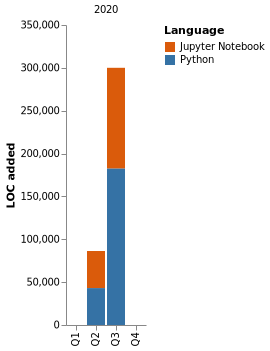 2020
Language
Jupyter Notebook
Python
LOC added
350,000
300,000
250,000
200,000
150,000
100,000
50,000
0
Q1
Q2
Q3
Q4